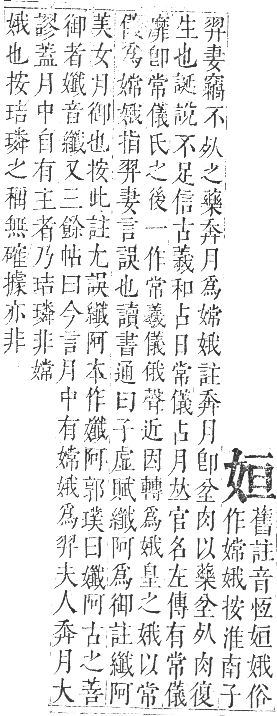 姮
舊註音恆姮娥俗
作嫦娥按淮南子
羿妻竊不死之藥奔月爲嫦娥註奔月卽坌肉以藥坌死肉復
生也誕說不足信古羲和占日常儀占月𠀤官名左傳有常儀
靡卽常儀氏之後一作常羲儀俄聲近因轉爲娥皇之娥以常
儀爲嫦娥指羿妻言誤也讀書通曰子虛賦纖阿爲御註纖阿
美女月御也按此註尤誤纖阿本作孅阿郭璞曰孅阿古之善
御者孅音纖又三餘帖曰今言月中有嫦娥爲羿夫人奔月大
謬蓋月中自有主者乃璘非嫦
娥也按璘之稱無確據亦非